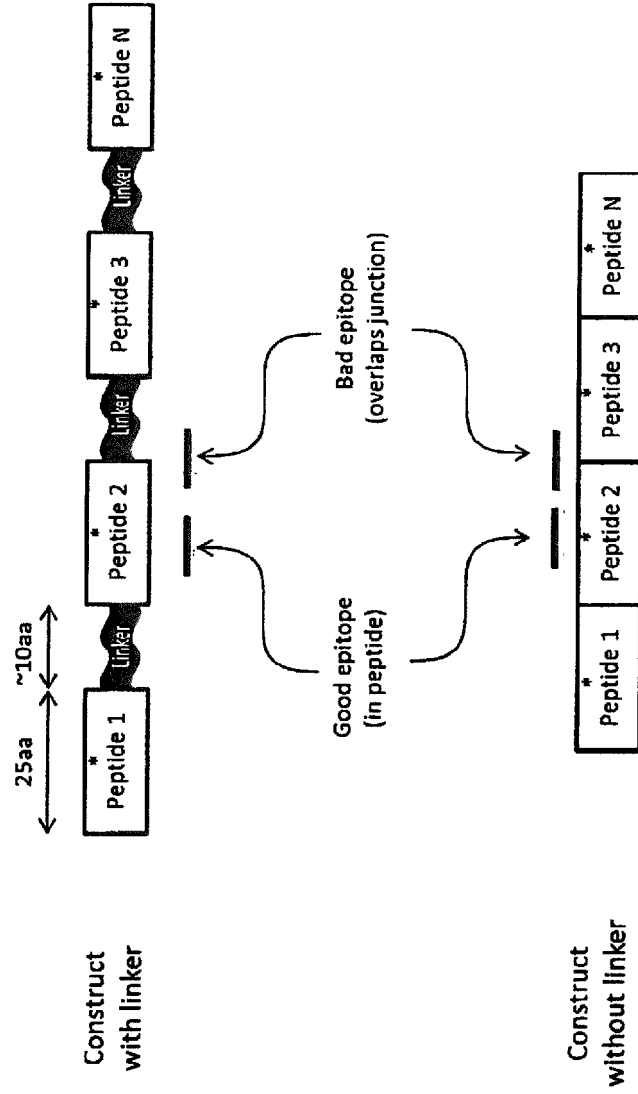 25aa
~10aa
Construct
with linker
Peptide 1
*
Linker
Peptide 2
*
Linker
Peptide 3
*
Linker
Peptide N
*
Good epitope
(in peptide)
Bad epitope
(overlaps junction)
Construct
without linker
Peptide 1
*
Peptide 2
*
Peptide 3
*
Peptide N
*